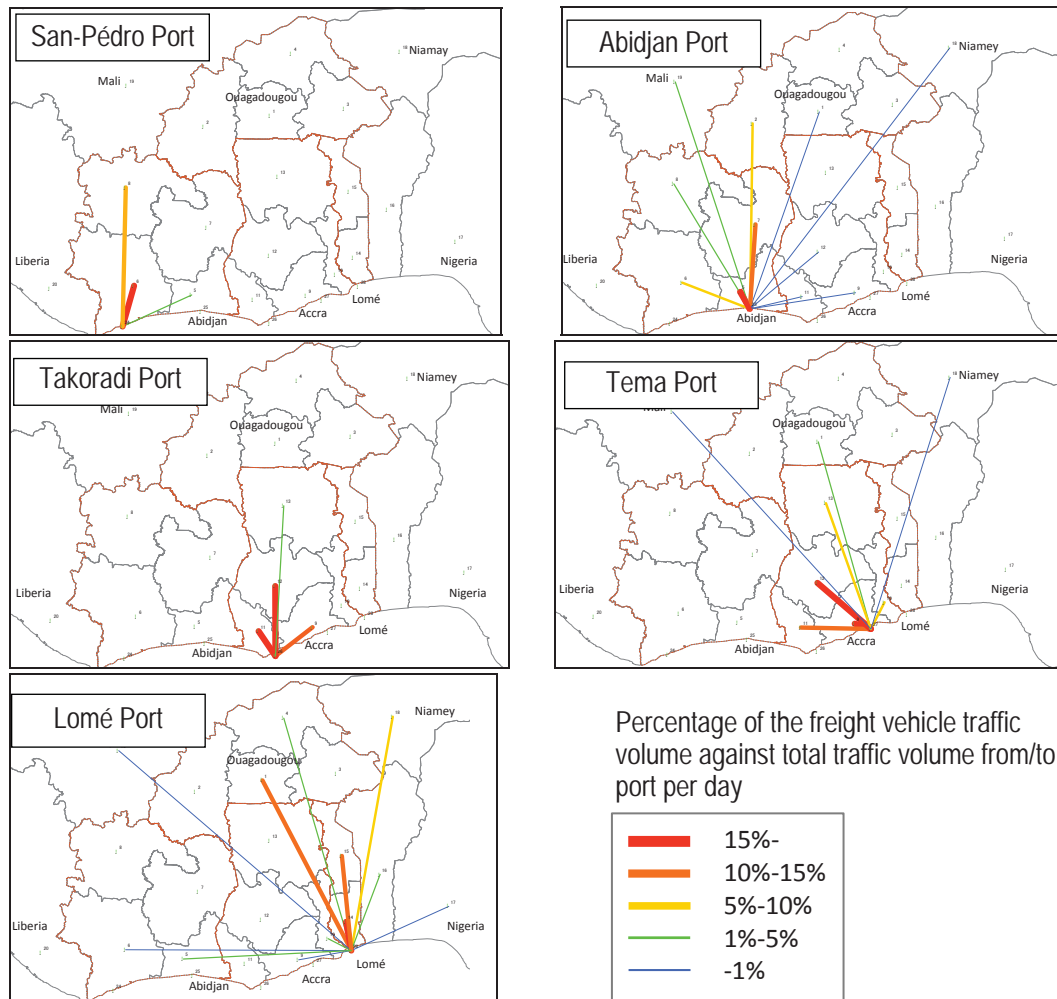 San-Pédro Port
Niamay
Mali
Ouagadougou
Liberia
Nigeria
Lomé
Abidjan
Accra
Abidjan Port
Niamey
Mali
Ouagadougou
Liberia
Nigeria
Lomé
Abidjan
Accra
Takoradi Port
Niamey
Mali
Ouagadougou
Liberia
Nigeria
Lomé
Accra
Abidjan
Tema Port
Niamey
Mali
Ouagadougou
Liberia
Nigeria
Lomé
Accra
Abidjan
Lomé Port
Niamey
Ouagadougou
Liberia
Nigeria
Lomé
Accra
Abidjan
Percentage of the freight vehicle traffic
volume against total traffic volume from/to
port per day
15%-
10%-15%
5%-10%
1%-5%
-1%